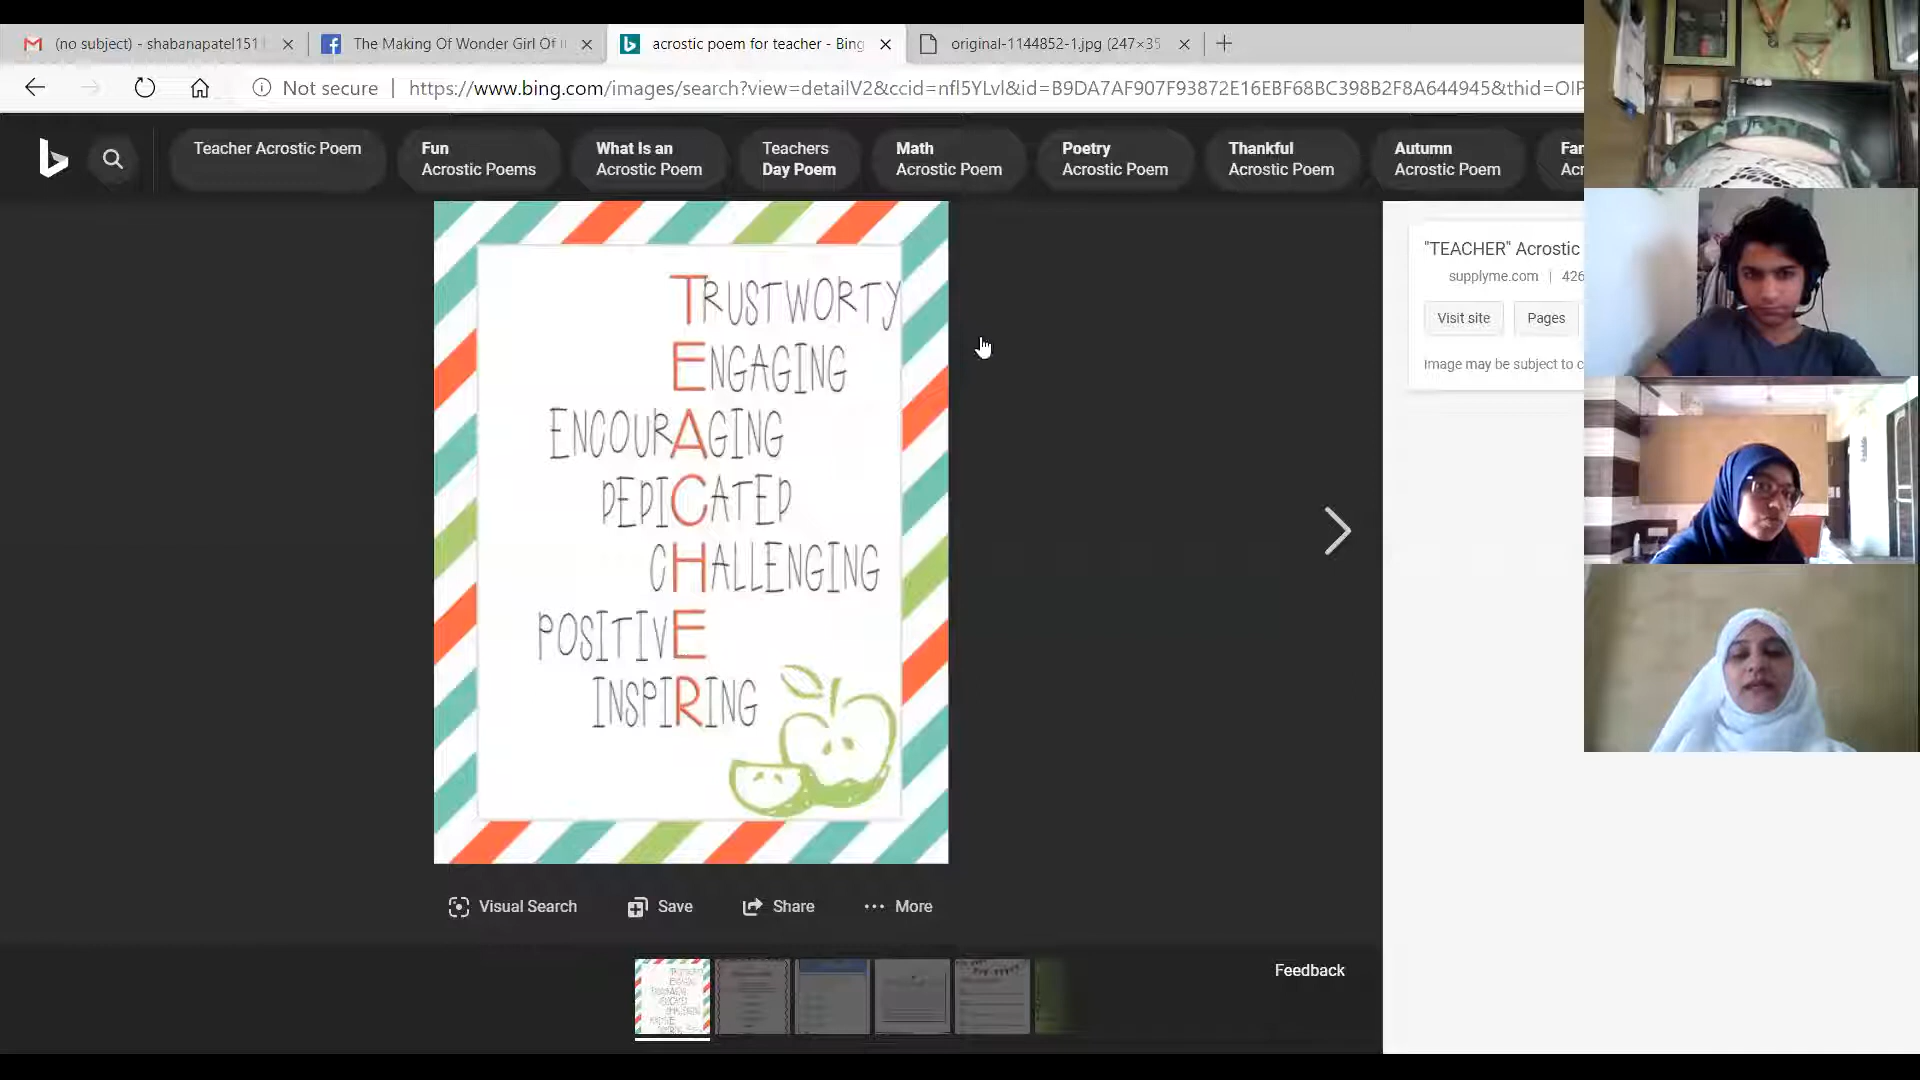 (no subject) - shabanapatel151
The Making Of Wonder Girl Of I
acrostic poem for teacher - Bing
original-1144852-1.jpg (247×35
Not secure | https://www.bing.com/images/search?view=detailV2&ccid=nfl5YLvl&id=B9DA7AF907F93872E16EBF68BC398B2F8A644945&thid=OIP
Teacher Acrostic Poem
Fun
Acrostic Poems
What Is an
Acrostic Poem
Teachers
Day Poem
Math
Acrostic Poem
Poetry
Acrostic Poem
Thankful
Acrostic Poem
Autumn
Acrostic Poem
TRUSTWORTY
ENGAGING
ENCOURAGING
DEDICATED
CHALLENGING
POSITIVE
INSPIRING
"TEACHER" Acrostic
supplyme.com | 426
Visit site
Pages
Image may be subject to c
Visual Search
Save
Share
More
Feedback